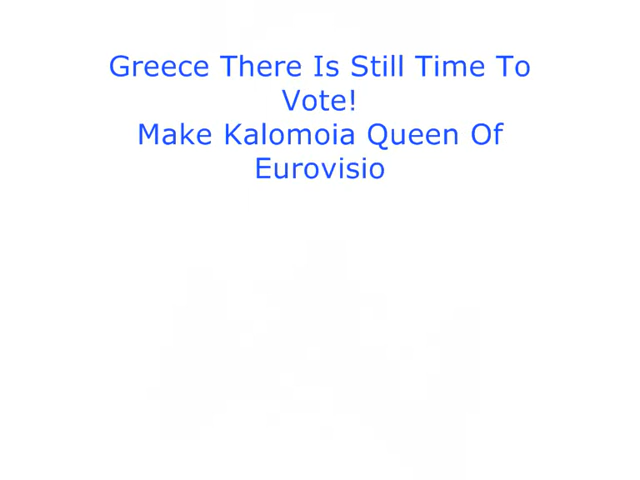 Greece There Is Still Time To
Vote!
Make Kalomoia Queen Of
Eurovisio